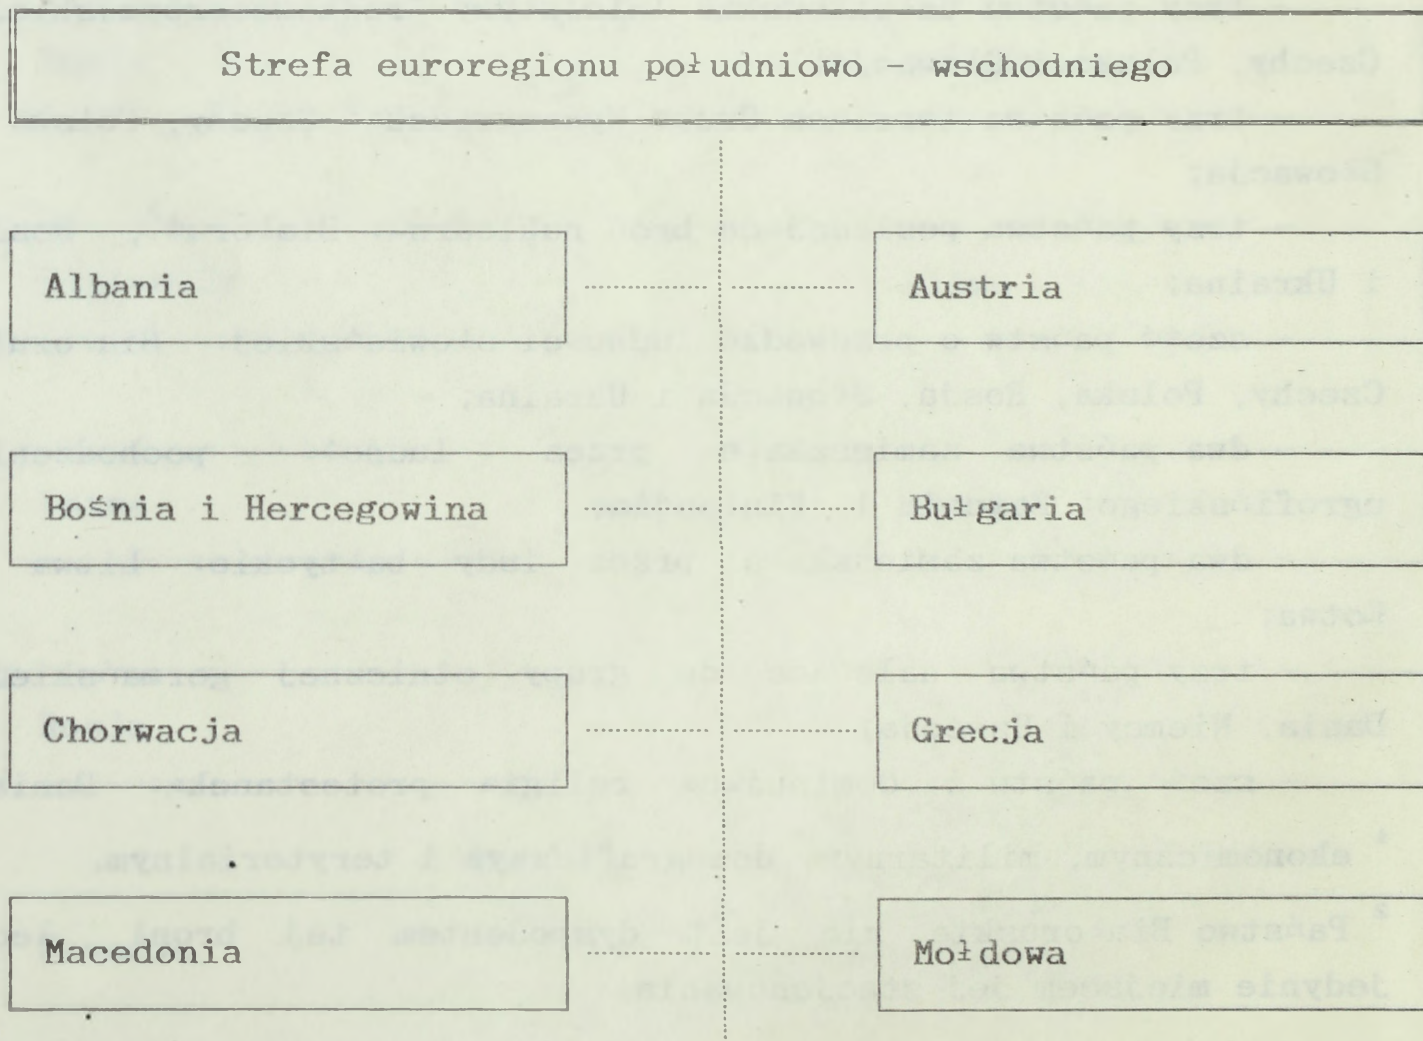 Strefa euroregionu południowo – wschodniego
Albania
Austria
Bośnia i Hercegowina
Bułgaria
Chorwacja
Grecja
Macedonia
Mołdowa